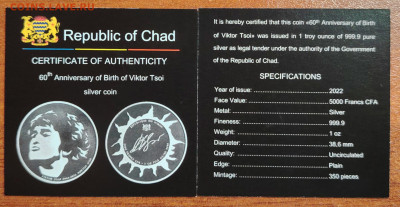 COINS.LAVE.RU
Republic of Chad
CERTIFICATE OF AUTHENTICITY
60th Anniversary of Birth of Viktor Tsoi
silver coin
It is hereby certified that this coin «60th Anniversary of Birth
of Viktor Tsoi» was issued in 1 troy ounce of 999.9 pure
silver as legal tender under the authority of the Government
of the Republic of Chad.
SPECIFICATIONS
Year of issue: 2022
Face Value: 5000 Francs CFA
Metal: Silver
Fineness: 999.9
Weight: 1 oz
Diameter: 38,6 mm
Quality: Uncirculated
Edge: Plain
Mintage: 350 pieces